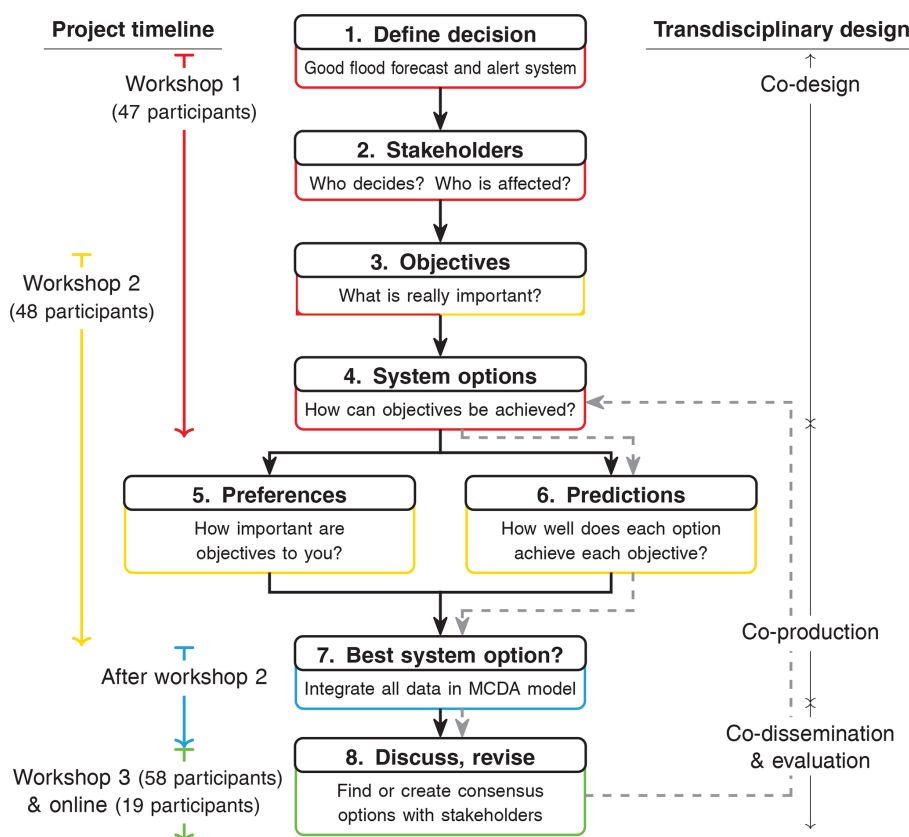 Project timeline
Transdisciplinary design
Workshop 1
(47 participants)
Workshop 2
(48 participants)
After workshop 2
Workshop 3 (58 participants)
& online (19 participants)
1. Define decision
Good flood forecast and alert system
2. Stakeholders
Who decides? Who is affected?
3. Objectives
What is really important?
4. System options
How can objectives be achieved?
5. Preferences
How important are
objectives to you?
6. Predictions
How well does each option
achieve each objective?
7. Best system option?
Integrate all data in MCDA model
8. Discuss, revise
Find or create consensus
options with stakeholders
Co-design
Co-production
Co-dissemination
& evaluation